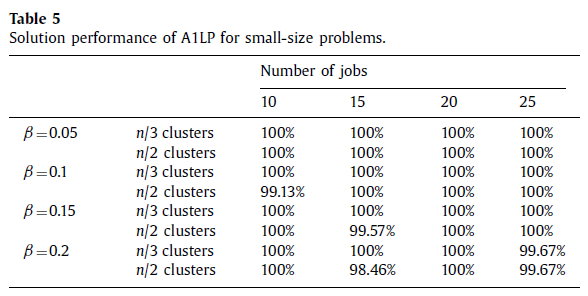 Table 5
Solution performance of A1LP for small-size problems.
Number of jobs
10 15 20 25
β=0.05 n/3 clusters 100% 100% 100% 100%
n/2 clusters 100% 100% 100% 100%
β=0.1 n/3 clusters 100% 100% 100% 100%
n/2 clusters 99.13% 100% 100% 100%
β=0.15 n/3 clusters 100% 100% 100% 100%
n/2 clusters 100% 99.57% 100% 100%
β=0.2 n/3 clusters 100% 100% 100% 99.67%
n/2 clusters 100% 98.46% 100% 99.67%